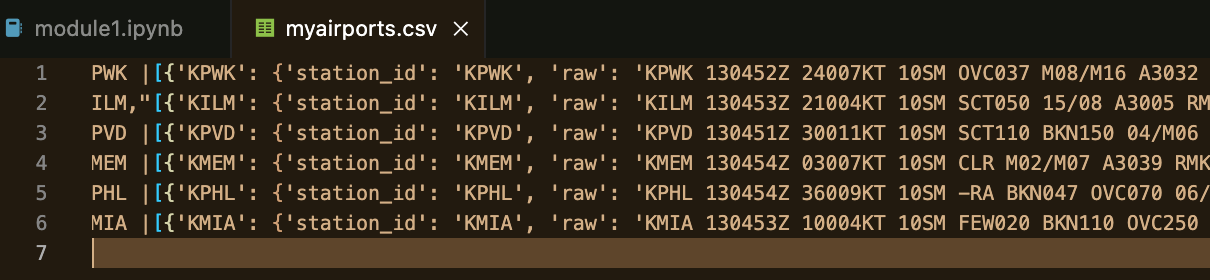 module1.ipynb myairports.csv
1 PWK |[{'KPWK': {'station_id': 'KPWK', 'raw': 'KPWK 130452Z 24007KT 10SM OVC037 M08/M16 A3032
2 ILM,"[{'KILM': {'station_id': 'KILM', 'raw': 'KILM 130453Z 21004KT 10SM SCT050 15/08 A3005 RM
3 PVD |[{'KPVD': {'station_id': 'KPVD', 'raw': 'KPVD 130451Z 30011KT 10SM SCT110 BKN150 04/M06
4 MEM |[{'KMEM': {'station_id': 'KMEM', 'raw': 'KMEM 130454Z 03007KT 10SM CLR M02/M07 A3039 RMK
5 PHL |[{'KPHL': {'station_id': 'KPHL', 'raw': 'KPHL 130454Z 36009KT 10SM -RA BKN047 OVC070 06/
6 MIA |[{'KMIA': {'station_id': 'KMIA', 'raw': 'KMIA 130453Z 10004KT 10SM FEW020 BKN110 OVC250
7